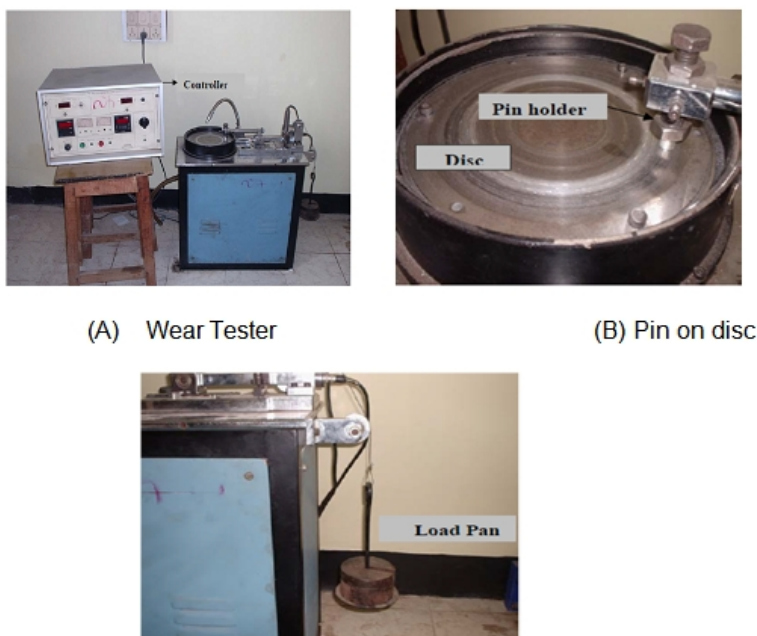 Controller
Pin holder
Disc
(A) Wear Tester
(B) Pin on disc
Load Pan